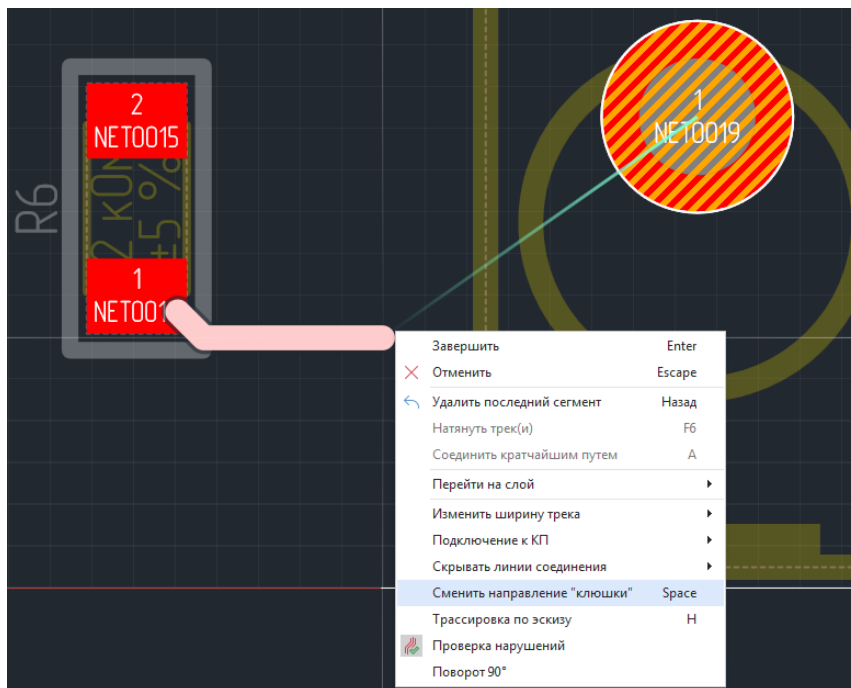 2
NET0015
R6
±5 %
1
1
NET0019
Завершить Enter
Отменить Escape
Удалить последний сегмент Назад
Натянуть трек(и) F6
Соединить кратчайшим путем A
Перейти на слой
Изменить ширину трека
Подключение к КП
Скрывать линии соединения
Сменить направление "клюшки" Space
Трассировка по эскизу H
Проверка нарушений
Поворот 90°